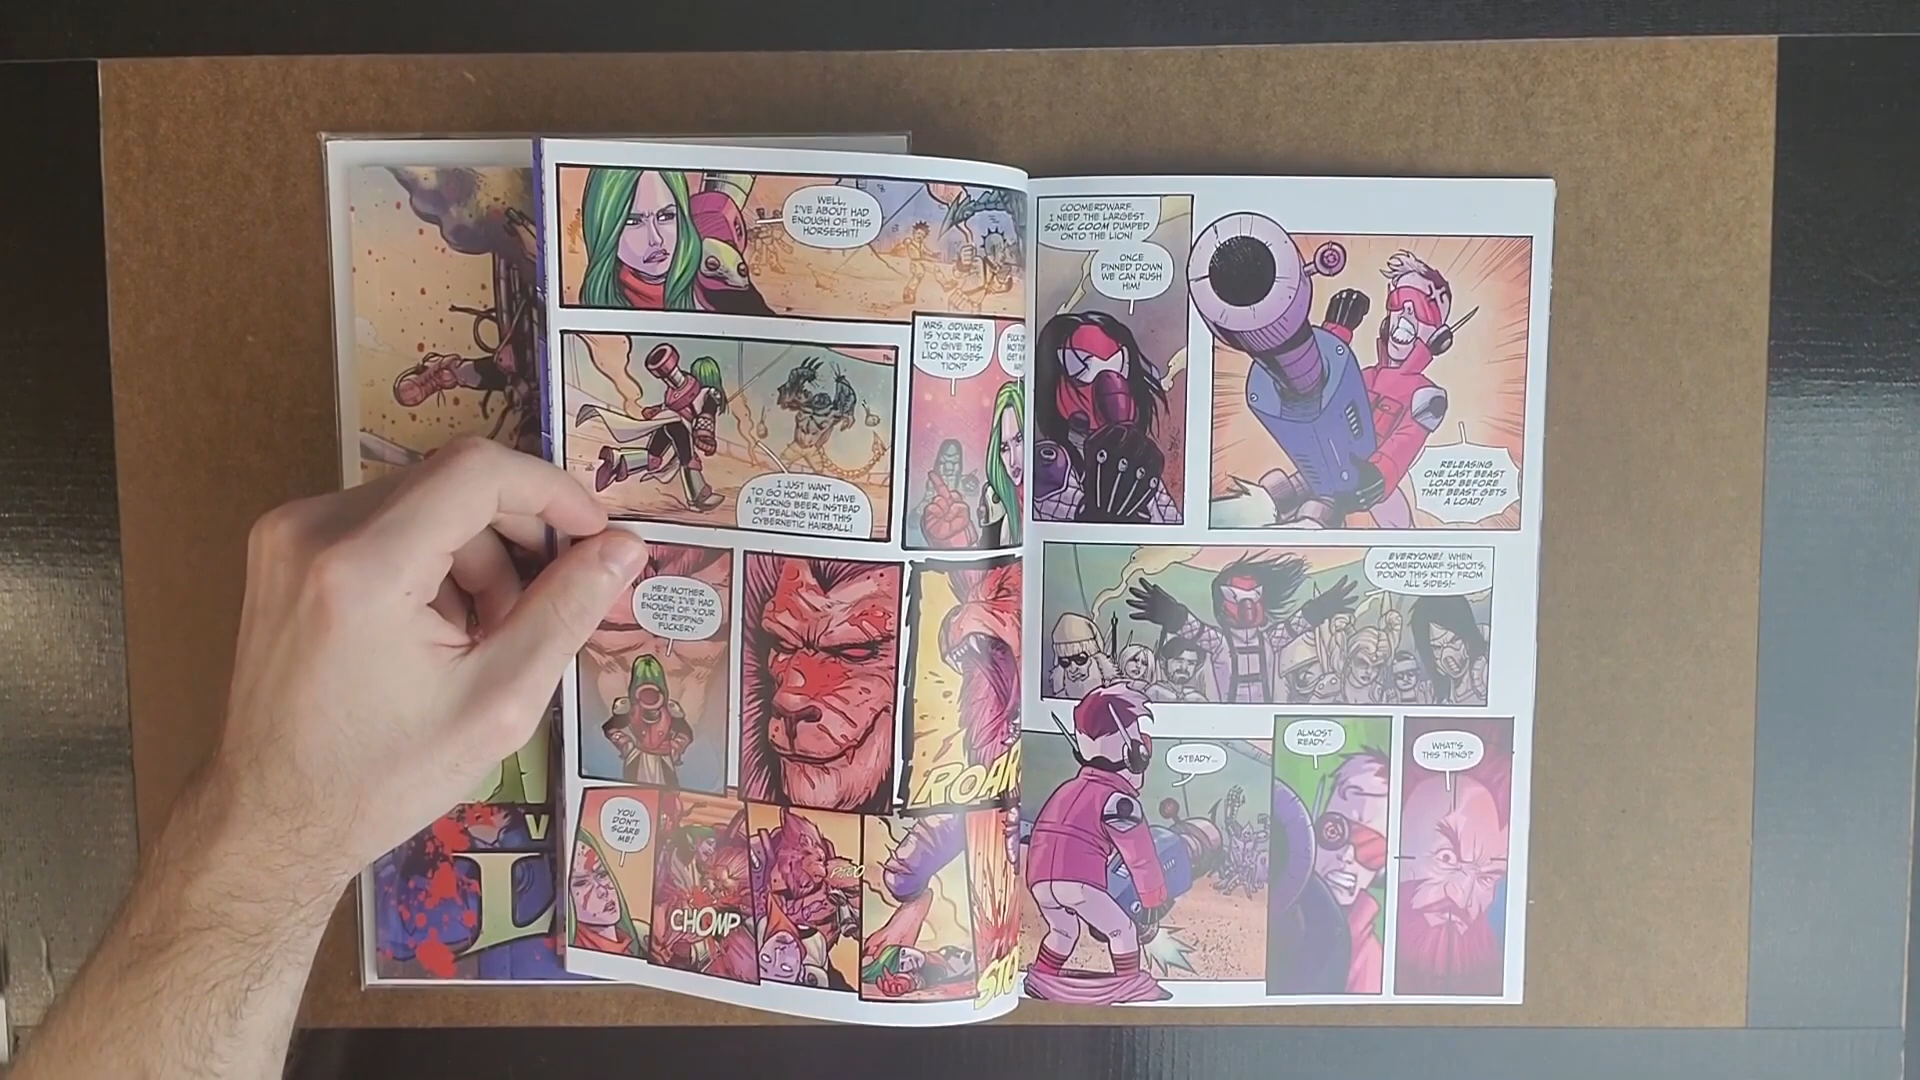 WELL,
I'VE ABOUT HAD
ENOUGH OF THIS
HORSESHIT!
I JUST WANT
TO GO HOME AND HAVE
A FUCKING BEER, INSTEAD
OF DEALING WITH THIS
CYBERNETIC HAIRBALL!
MRS. GDWARF,
IS YOUR PLAN
TO GIVE THIS
LION INDIGES-
TION?
HEY MOTHER
FUCKER, I'VE HAD
ENOUGH OF YOUR
GUT RIPPING
FUCKERY.
ROAR
YOU
DON'T
SCARE
ME!
CHOMP
PTOO
STO
COOMERDWARF,
I NEED THE LARGEST
SONIC COOM DUMPED
ONTO THE LION!
ONCE
PINNED DOWN
WE CAN RUSH
HIM!
RELEASING
ONE LAST BEAST
LOAD BEFORE
THAT BEAST GETS
A LOAD!
EVERYONE! WHEN
COOMERDWARF SHOOTS,
POUND THIS KITTY FROM
ALL SIDES!-
STEADY...
ALMOST
READY...
WHAT'S
THIS THING?
V
L